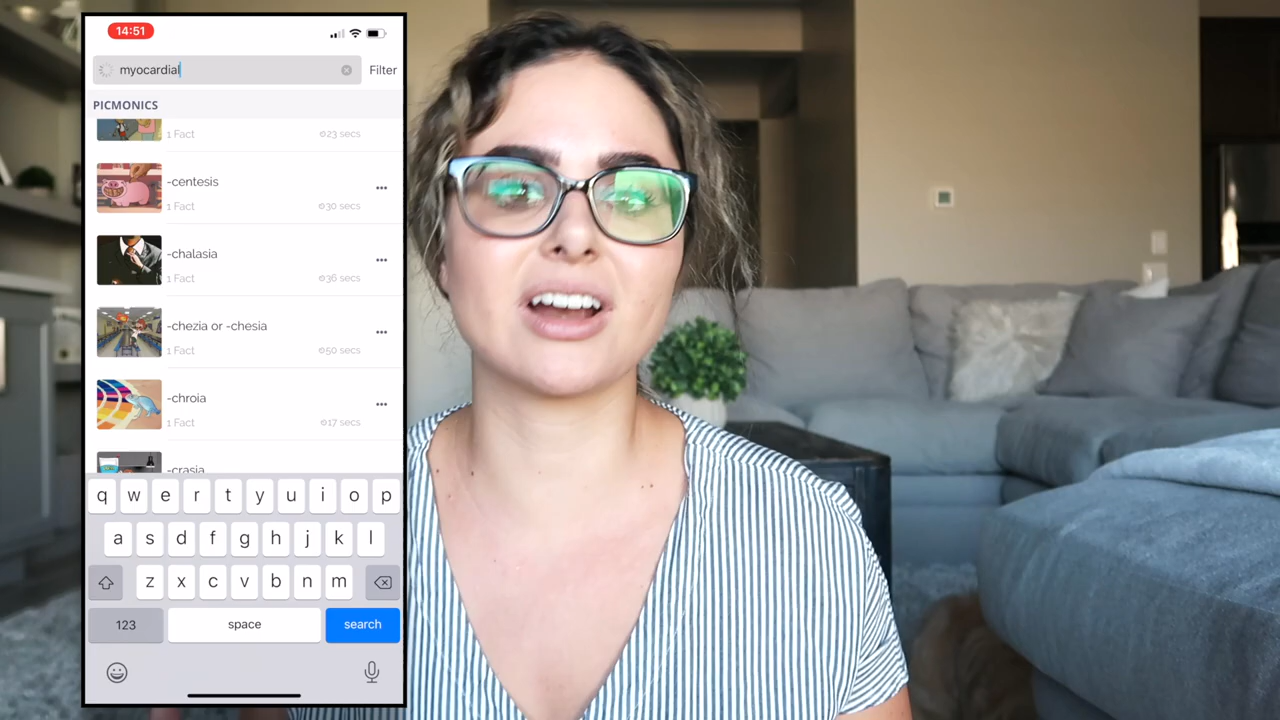 14:51
myocardial
Filter
PICMONICS
1 Fact
23 secs
-centesis
1 Fact
30 secs
-chalasia
1 Fact
36 secs
-chezia or -chesia
1 Fact
50 secs
-chroia
1 Fact
17 secs
-crasia
q w e r t y u i o p
a s d f g h j k l
z x c v b n m
123
space
search